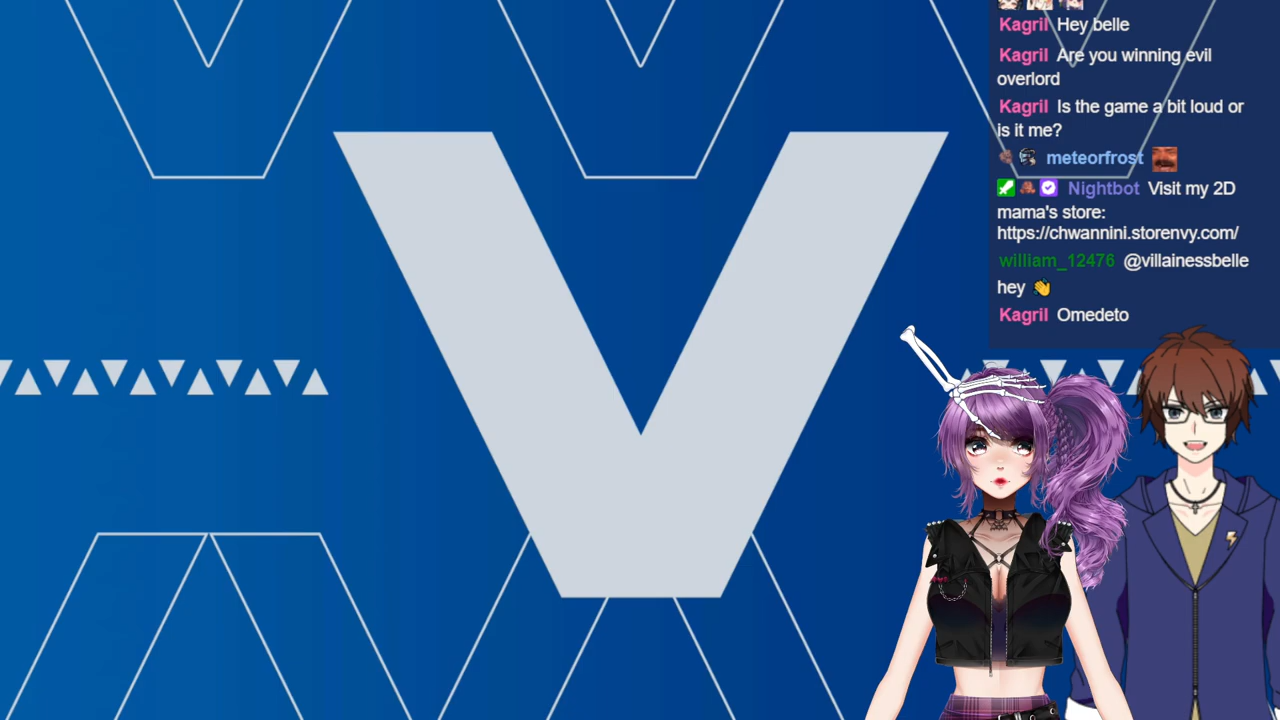 V
Kagril Hey belle
Kagril Are you winning evil
overlord
Kagril Is the game a bit loud or
is it me?
meteorfrost
Nightbot Visit my 2D
mama's store:
https://chwannini.storenvy.com/
william_12476 @villainessbelle
hey 👋
Kagril Omedeto